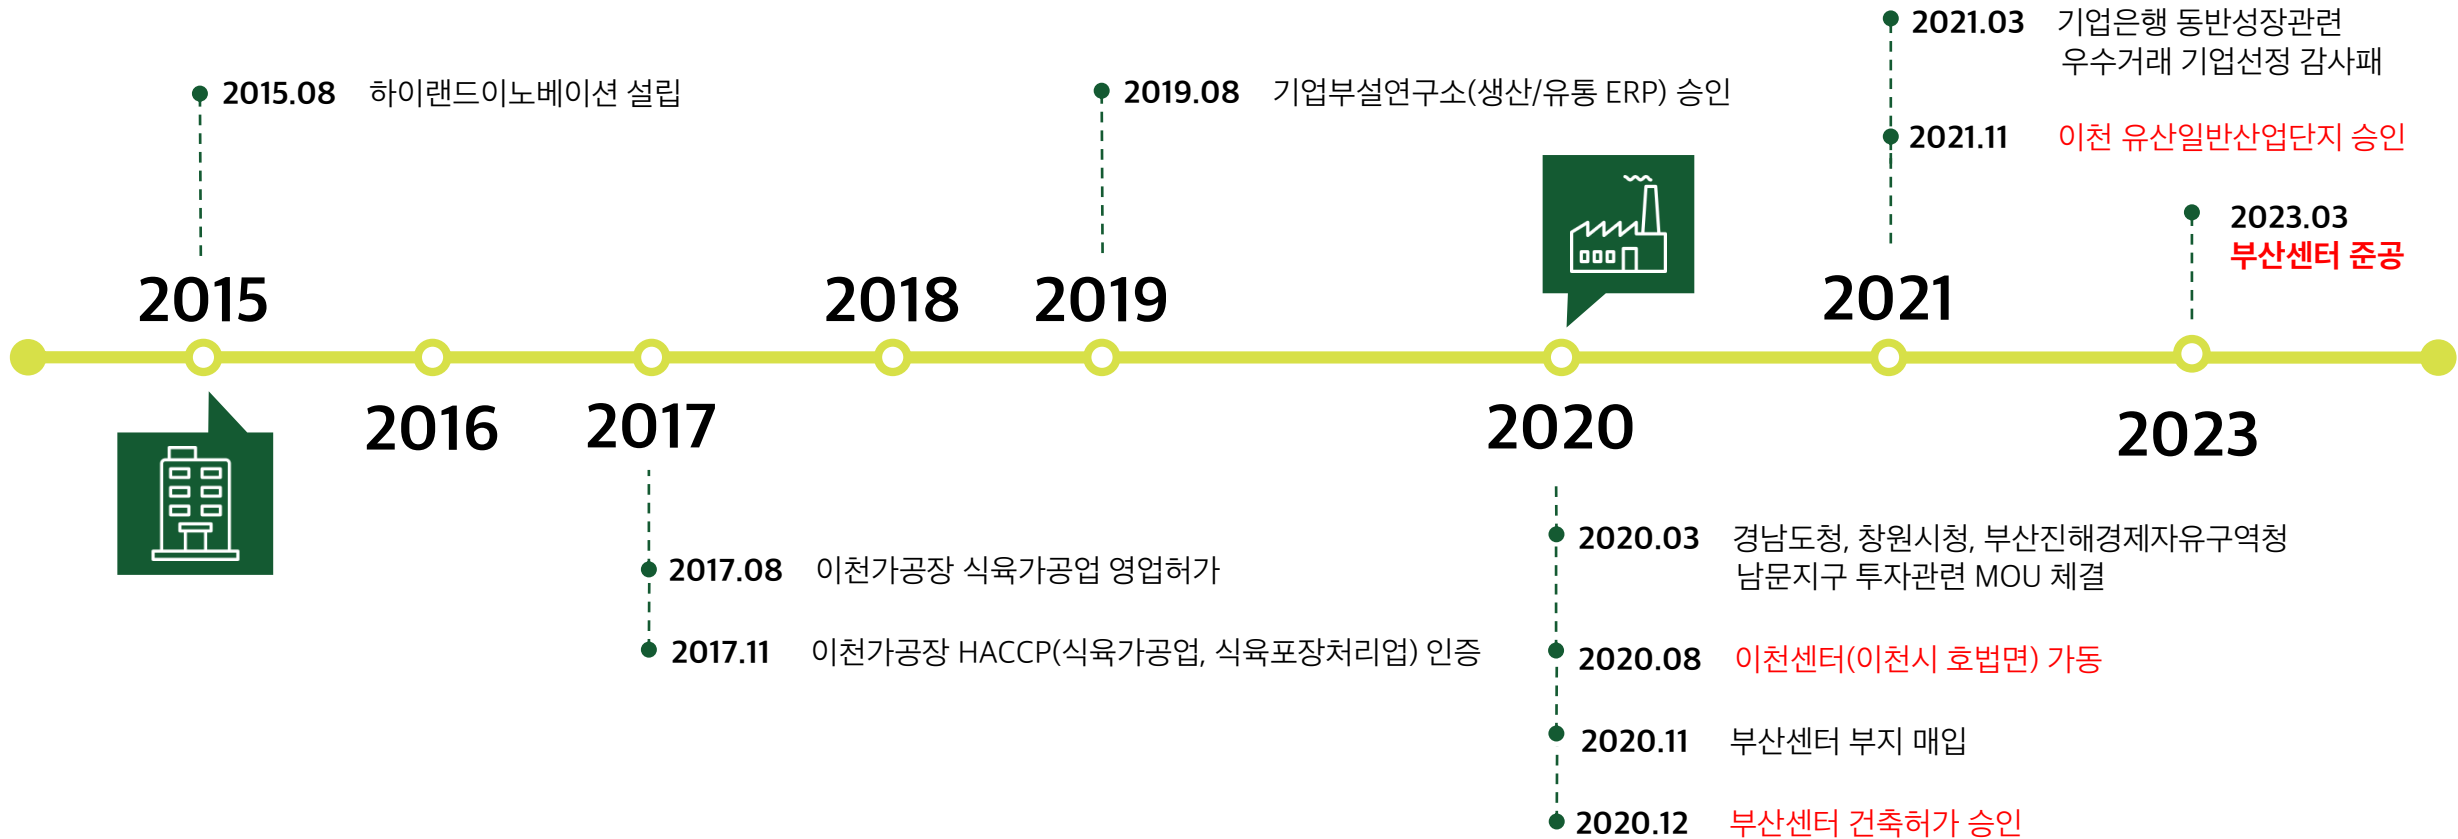 2021.03 기업은행 동반성장관련
우수거래 기업선정 감사패
2015.08 하이랜드이노베이션 설립
2019.08 기업부설연구소(생산/유통 ERP) 승인
2021.11 이천 유산일반산업단지 승인
2023.03
부산센터 준공
2015
2018
2019
2021
2016
2017
2020
2023
2017.08 이천가공장 식육가공업 영업허가
2017.11 이천가공장 HACCP(식육가공업, 식육포장처리업) 인증
2020.03 경남도청, 창원시청, 부산진해경제자유구역청
남문지구 투자관련 MOU 체결
2020.08 이천센터(이천시 호법면) 가동
2020.11 부산센터 부지 매입
2020.12 부산센터 건축허가 승인